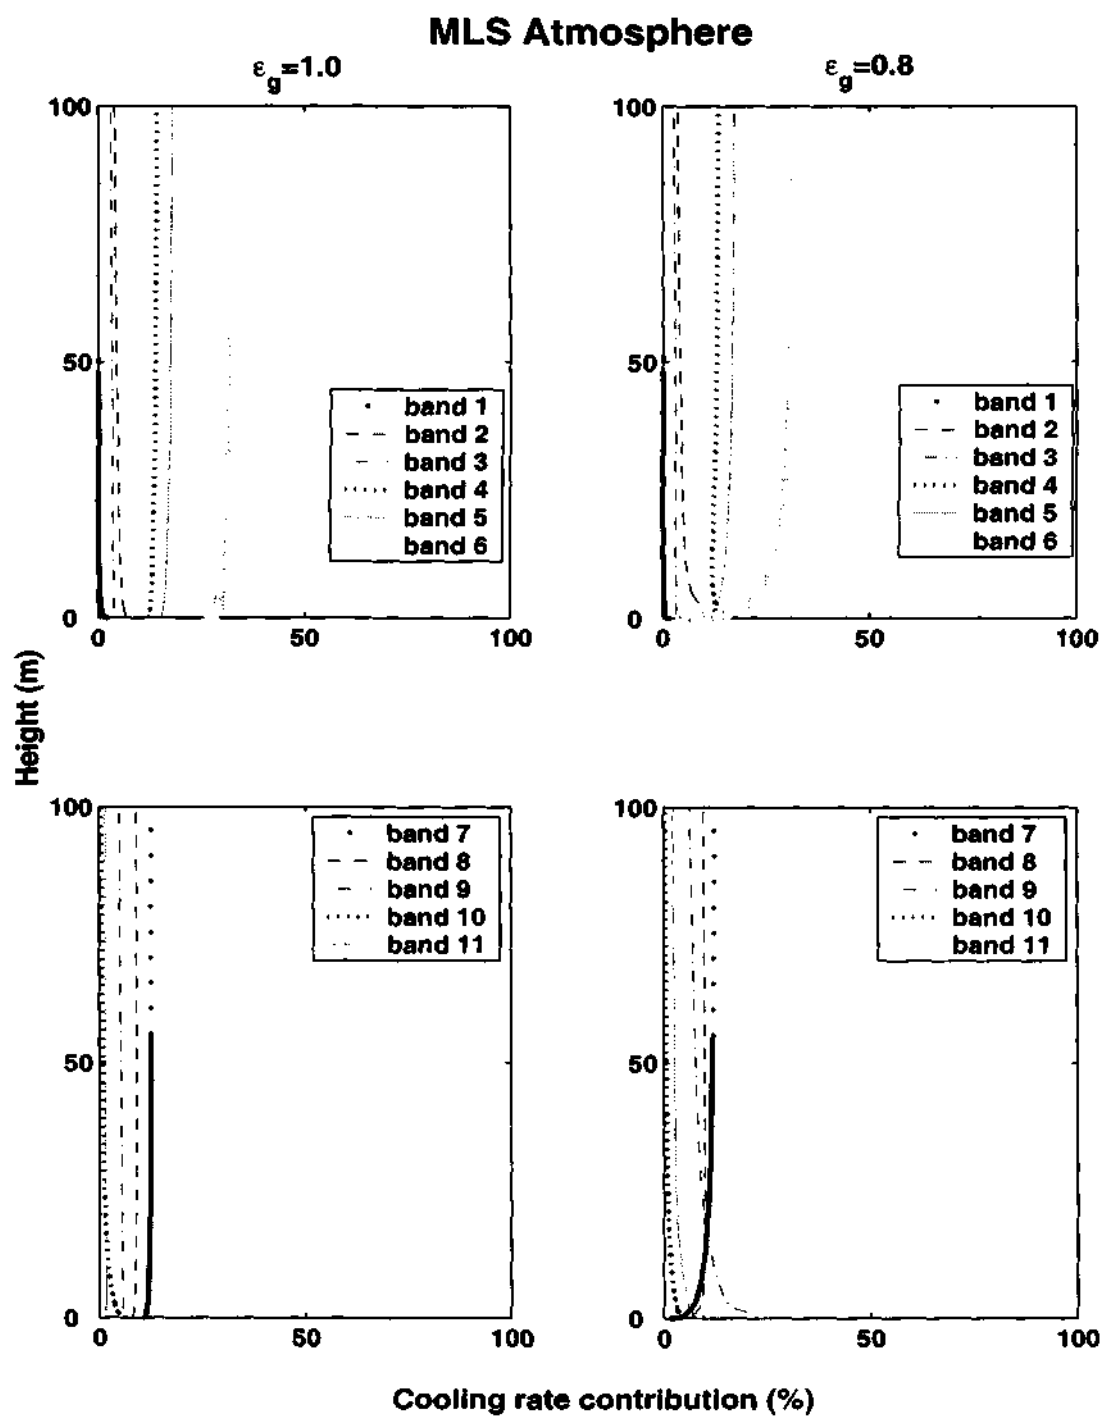 MLS Atmosphere
εg=1.0
εg=0.8
100
50
0
0
50
100
band 1
band 2
band 3
band 4
band 5
band 6
100
50
0
0
50
100
band 1
band 2
band 3
band 4
band 5
band 6
Height (m)
100
50
0
0
50
100
band 7
band 8
band 9
band 10
band 11
100
50
0
0
50
100
band 7
band 8
band 9
band 10
band 11
Cooling rate contribution (%)